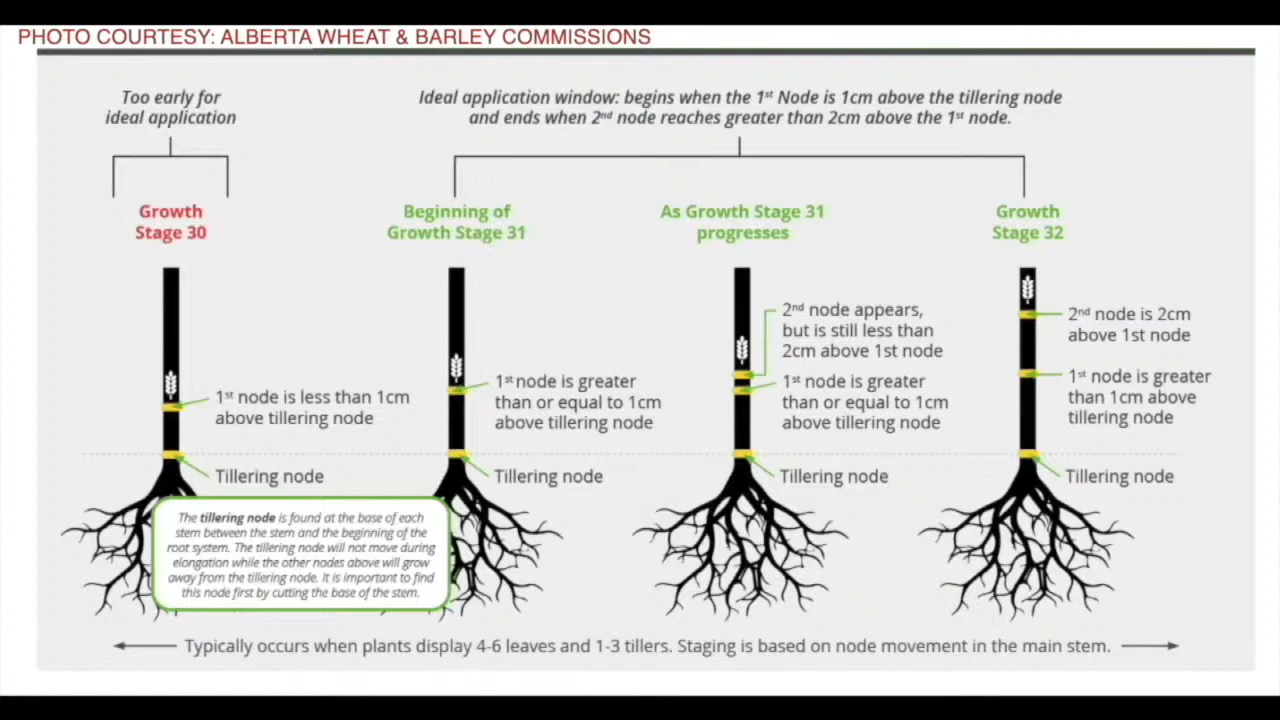 PHOTO COURTESY: ALBERTA WHEAT & BARLEY COMMISSIONS
Too early for
ideal application
Ideal application window: begins when the 1st Node is 1cm above the tillering node
and ends when 2nd node reaches greater than 2cm above the 1st node.
Growth
Stage 30
Beginning of
Growth Stage 31
As Growth Stage 31
progresses
Growth
Stage 32
1st node is less than 1cm
above tillering node
Tillering node
1st node is greater
than or equal to 1cm
above tillering node
Tillering node
2nd node appears,
but is still less than
2cm above 1st node
1st node is greater
than or equal to 1cm
above tillering node
Tillering node
2nd node is 2cm
above 1st node
1st node is greater
than 1cm above
tillering node
Tillering node
The tillering node is found at the base of each
stem between the stem and the beginning of the
root system. The tillering node will not move during
elongation while the other nodes above will grow
away from the tillering node. It is important to find
this node first by cutting the base of the stem.
Typically occurs when plants display 4-6 leaves and 1-3 tillers. Staging is based on node movement in the main stem.